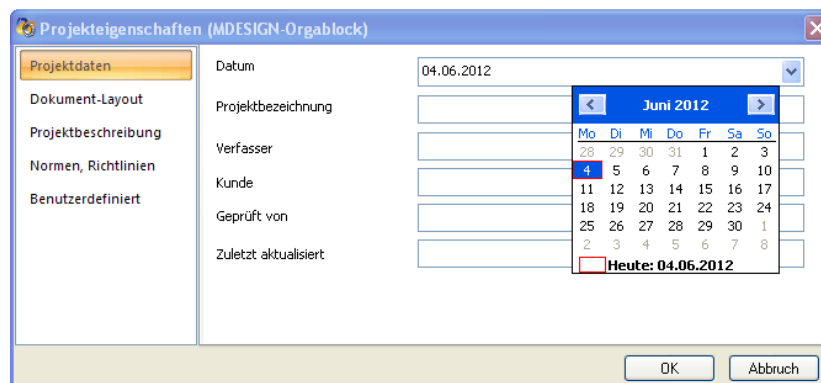 Projekteigenschaften (MDESIGN-Orgablock)
Projektdaten
Dokument-Layout
Projektbeschreibung
Normen, Richtlinien
Benutzerdefiniert
Datum
04.06.2012
Projektbezeichnung
Verfasser
Kunde
Geprüft von
Zuletzt aktualisiert
Juni 2012
Mo Di Mi Do Fr Sa So
28 29 30 31 1 2 3
4 5 6 7 8 9 10
11 12 13 14 15 16 17
18 19 20 21 22 23 24
25 26 27 28 29 30 1
2 3 4 5 6 7 8
Heute: 04.06.2012
OK
Abbruch